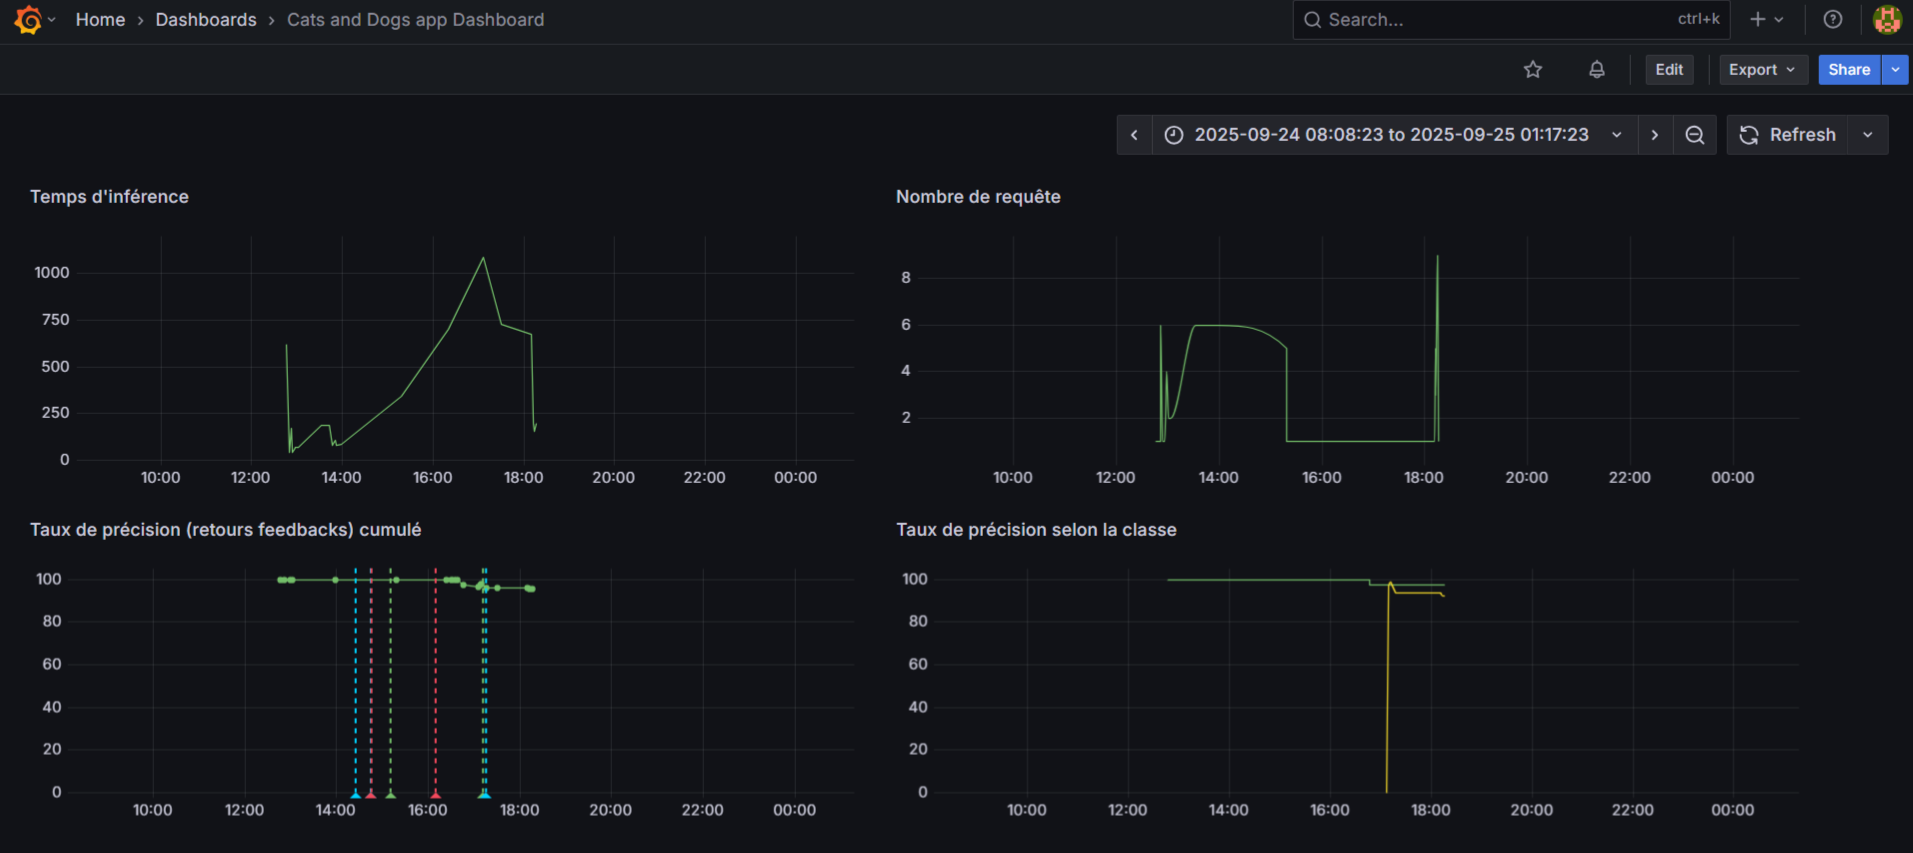 Home › Dashboards › Cats and Dogs app Dashboard
Search... ctrl+k
Edit Export Share
2025-09-24 08:08:23 to 2025-09-25 01:17:23 Refresh
Temps d'inférence
1000
750
500
250
0
10:00 12:00 14:00 16:00 18:00 20:00 22:00 00:00
Nombre de requête
8
6
4
2
10:00 12:00 14:00 16:00 18:00 20:00 22:00 00:00
Taux de précision (retours feedbacks) cumulé
100
80
60
40
20
0
10:00 12:00 14:00 16:00 18:00 20:00 22:00 00:00
Taux de précision selon la classe
100
80
60
40
20
0
10:00 12:00 14:00 16:00 18:00 20:00 22:00 00:00